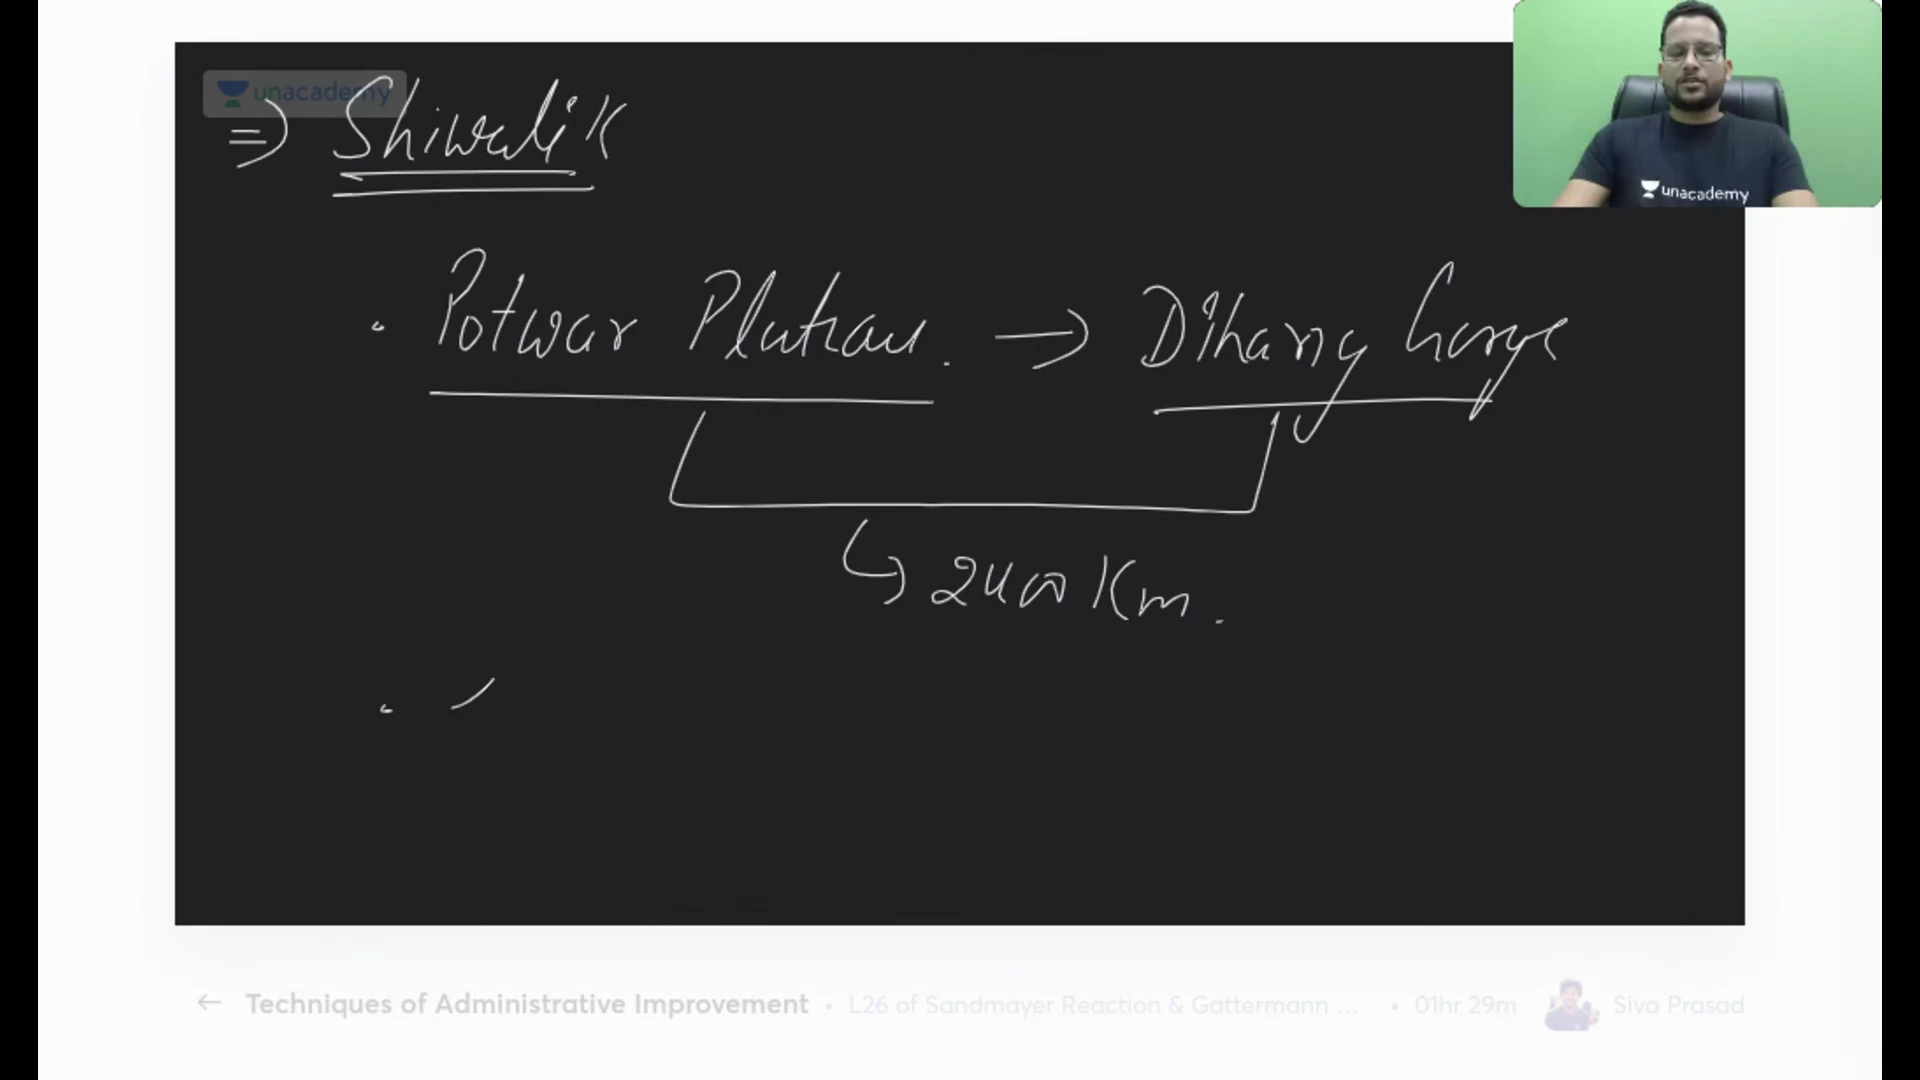 unacademy
⇒ Shiwalik
unacademy
· Potwar Plateau. → Dihang Gorge
↳ 2400 Km.
·
← Techniques of Administrative Improvement • L26 of Sandmayer Reaction & Gattermann ... • 01hr 29m Siva Prasad